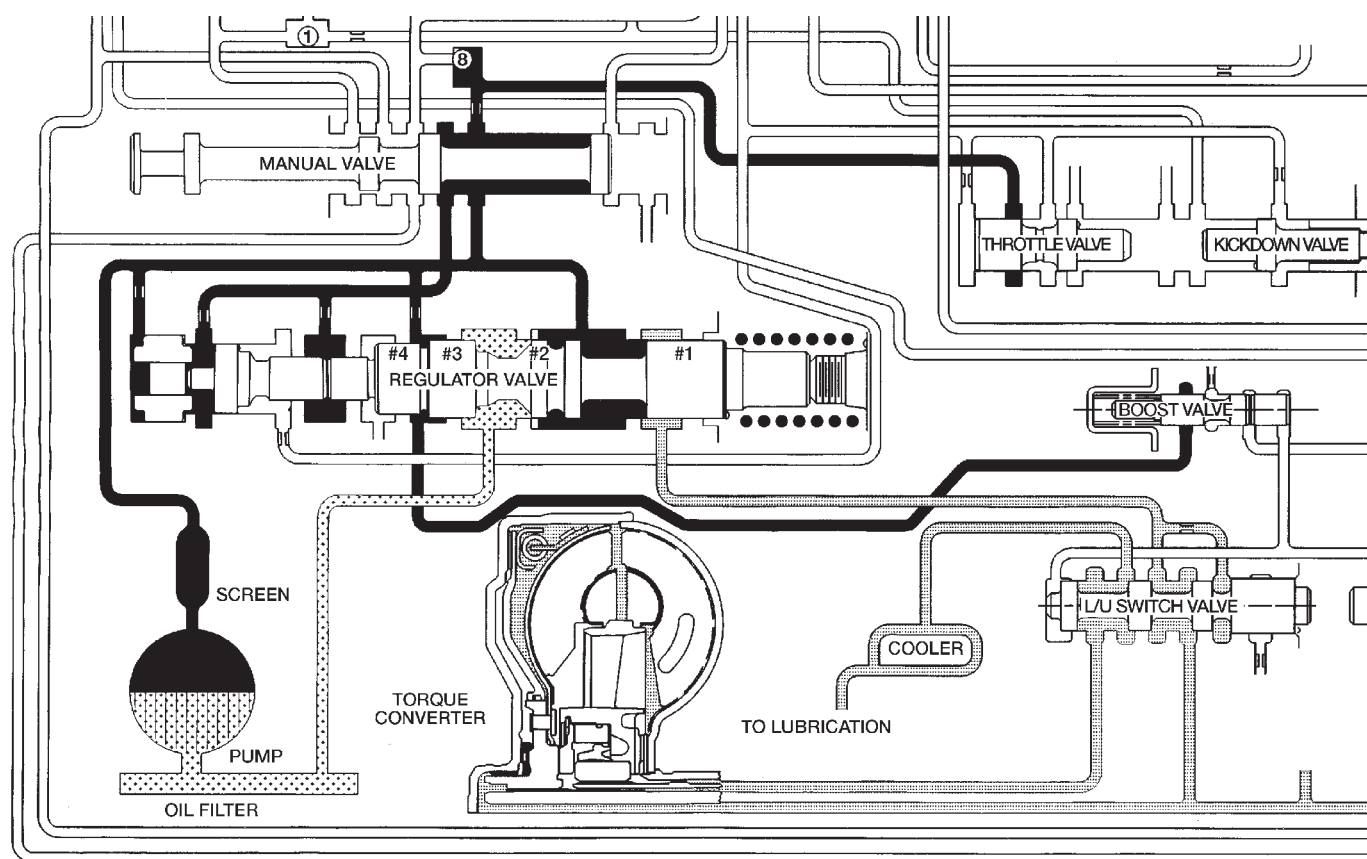 1
8
MANUAL VALVE
THROTTLE VALVE
KICKDOWN VALVE
#4 #3 #2 #1
REGULATOR VALVE
BOOST VALVE
SCREEN
L/U SWITCH VALVE
COOLER
TORQUE
CONVERTER
TO LUBRICATION
PUMP
OIL FILTER